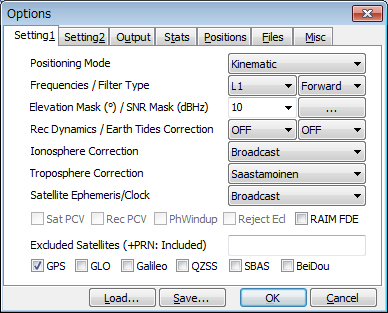 Options
Setting1 Setting2 Output Stats Positions Files Misc
Positioning Mode Kinematic
Frequencies / Filter Type L1 Forward
Elevation Mask (°) / SNR Mask (dBHz) 10 ...
Rec Dynamics / Earth Tides Correction OFF OFF
Ionosphere Correction Broadcast
Troposphere Correction Saastamoinen
Satellite Ephemeris/Clock Broadcast
Sat PCV Rec PCV PhWindup Reject Ecl RAIM FDE
Excluded Satellites (+PRN: Included)
GPS GLO Galileo QZSS SBAS BeiDou
Load... Save... OK Cancel